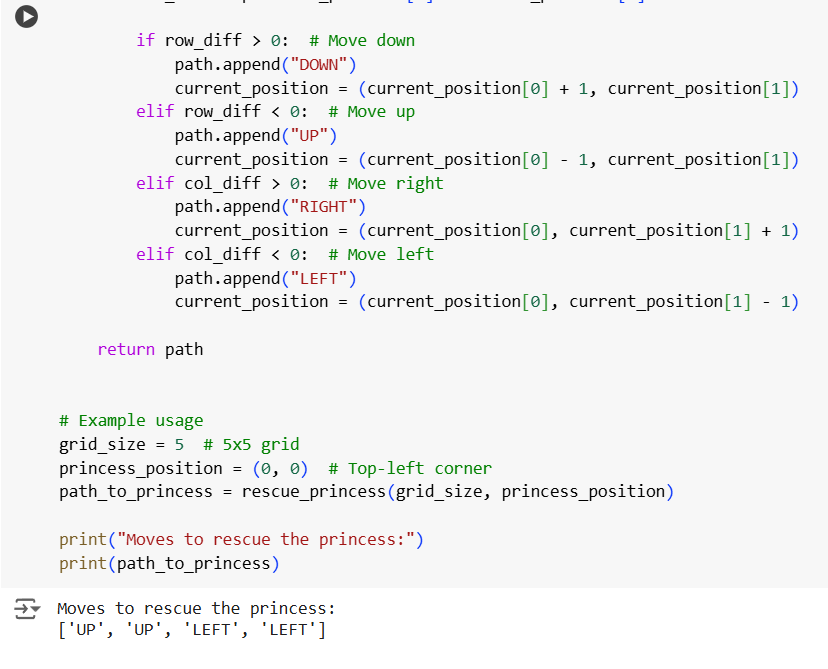 if row_diff > 0:  # Move down
            path.append("DOWN")
            current_position = (current_position[0] + 1, current_position[1])
        elif row_diff < 0:  # Move up
            path.append("UP")
            current_position = (current_position[0] - 1, current_position[1])
        elif col_diff > 0:  # Move right
            path.append("RIGHT")
            current_position = (current_position[0], current_position[1] + 1)
        elif col_diff < 0:  # Move left
            path.append("LEFT")
            current_position = (current_position[0], current_position[1] - 1)
    return path
# Example usage
grid_size = 5  # 5x5 grid
princess_position = (0, 0)  # Top-left corner
path_to_princess = rescue_princess(grid_size, princess_position)
print("Moves to rescue the princess:")
print(path_to_princess)
Moves to rescue the princess:
['UP', 'UP', 'LEFT', 'LEFT']